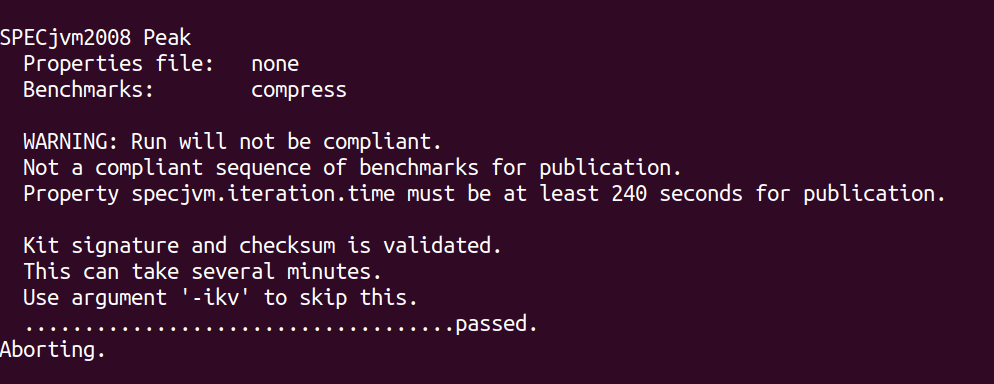 SPECjvm2008 Peak
  Properties file:   none
  Benchmarks:        compress

  WARNING: Run will not be compliant.
  Not a compliant sequence of benchmarks for publication.
  Property specjvm.iteration.time must be at least 240 seconds for publication.

  Kit signature and checksum is validated.
  This can take several minutes.
  Use argument '-ikv' to skip this.
  ....................................passed.
Aborting.